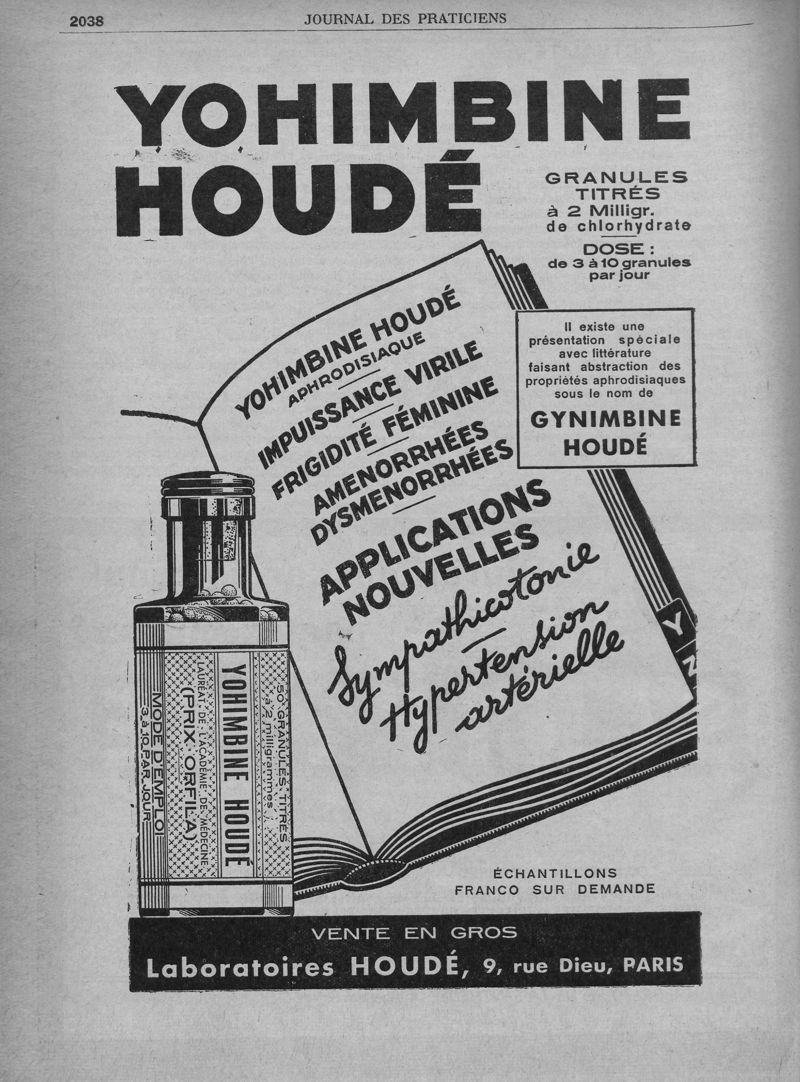 2038
JOURNAL DES PRATICIENS
YOHIMBINE
HOUDÉ
GRANULES
TITRÉS
à 2 Milligr.
de chlorhydrate
DOSE :
de 3 à 10 granules
par jour
YOHIMBINE HOUDÉ
APHRODISIAQUE
IMPUISSANCE VIRILE
FRIGIDITÉ FÉMININE
AMENORRHÉES
DYSMENORRHÉES
APPLICATIONS
NOUVELLES
Sympathicotonie
Hypertension
artérielle
Il existe une
présentation spéciale
avec littérature
faisant abstraction des
propriétés aphrodisiaques
sous le nom de
GYNIMBINE
HOUDÉ
Y
Z
50 GRANULES TITRÉS
à 2 milligrammes
YOHIMBINE HOUDÉ
LAURÉAT DE L'ACADÉMIE DE MÉDECINE
(PRIX ORFILA)
MODE D'EMPLOI
3 à 10 PAR JOUR
ÉCHANTILLONS
FRANCO SUR DEMANDE
VENTE EN GROS
Laboratoires HOUDÉ, 9, rue Dieu, PARIS